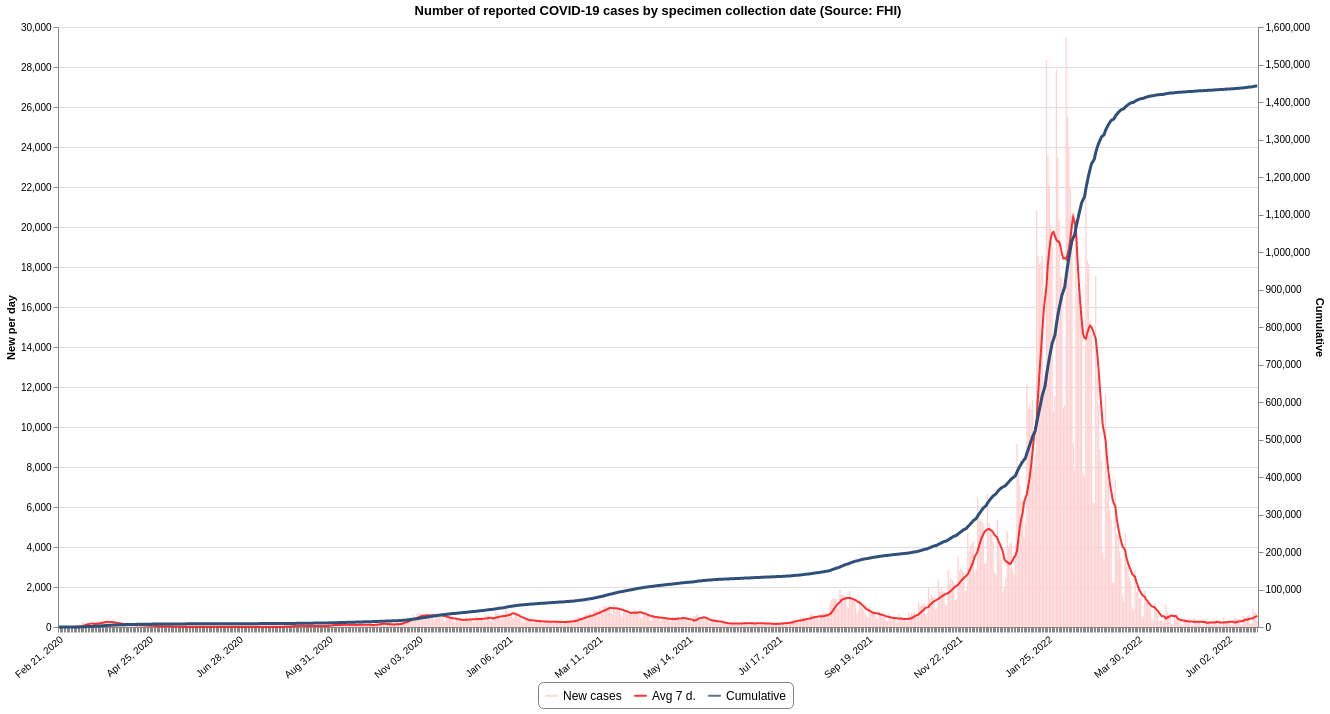 Number of reported COVID-19 cases by specimen collection date (Source: FHI)
30,000
28,000
26,000
24,000
22,000
20,000
18,000
16,000
14,000
12,000
10,000
8,000
6,000
4,000
2,000
0
New per day
1,600,000
1,500,000
1,400,000
1,300,000
1,200,000
1,100,000
1,000,000
900,000
800,000
700,000
600,000
500,000
400,000
300,000
200,000
100,000
0
Cumulative
Feb 21, 2020
Apr 25, 2020
Jun 28, 2020
Aug 31, 2020
Nov 03, 2020
Jan 06, 2021
Mar 11, 2021
May 14, 2021
Jul 17, 2021
Sep 19, 2021
Nov 22, 2021
Jan 25, 2022
Mar 30, 2022
Jun 02, 2022
New cases Avg 7 d. Cumulative